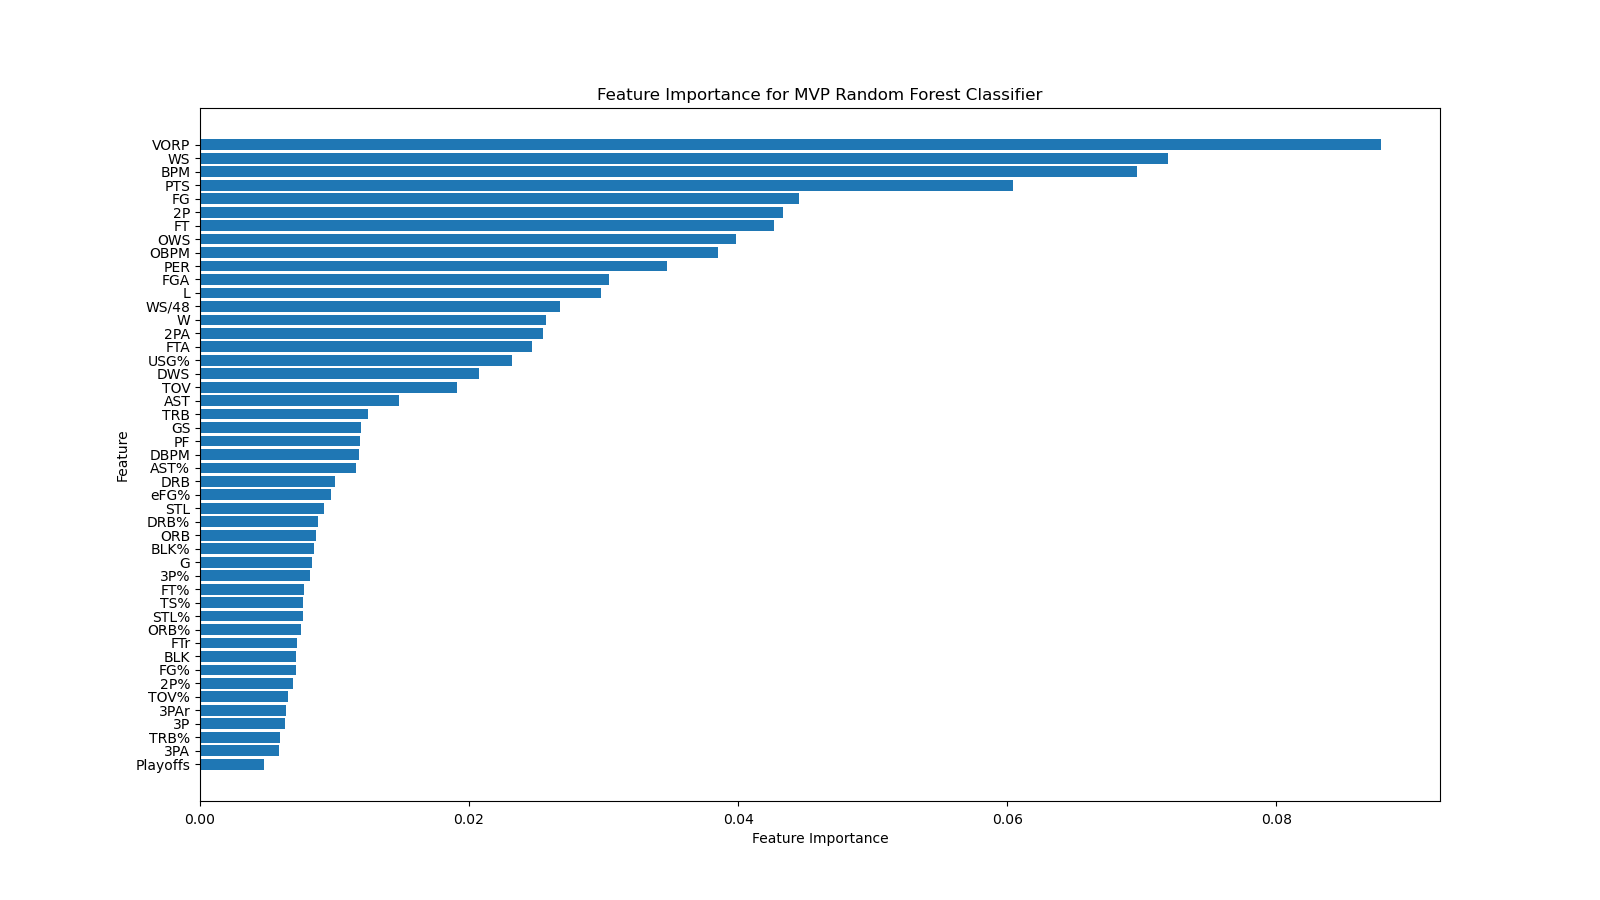 Feature Importance for MVP Random Forest Classifier
VORP
WS
BPM
PTS
FG
2P
FT
OWS
OBPM
PER
FGA
L
WS/48
W
2PA
FTA
USG%
DWS
TOV
AST
TRB
GS
PF
DBPM
AST%
DRB
eFG%
STL
DRB%
ORB
BLK%
G
3P%
FT%
TS%
STL%
ORB%
FTr
BLK
FG%
2P%
TOV%
3PAr
3P
TRB%
3PA
Playoffs
Feature
0.00 0.02 0.04 0.06 0.08
Feature Importance